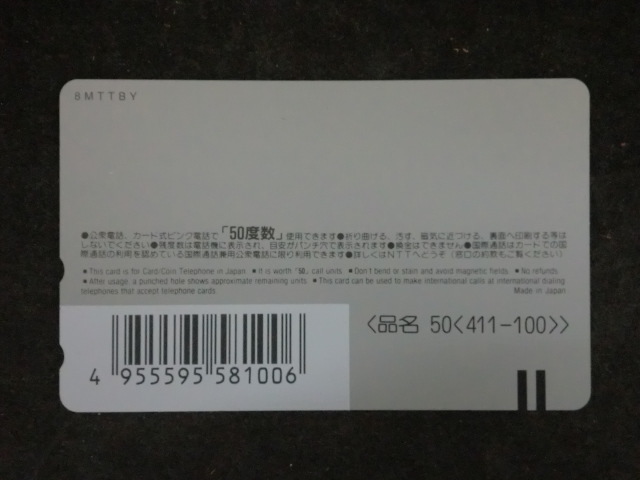 8MTTBY
●公衆電話、カード式ピンク電話で「50度数」使用できます●折り曲げる、汚す、磁気に近づける、裏面へ印刷する等は
しないでください●残度数は電話機に表示され、目安がパンチ穴で表示されます●換金はできません●国際通話はカードでの国
際通話の利用を認めている国際通話兼用公衆電話に限り利用できます●詳しくはNTTへどうぞ(窓口の約款もご覧ください)
●This card is for Card/Coin Telephone in Japan ●It is worth「50」call units. ●Don't bend or stain and avoid magnetic fields. ●No refunds
●After usage, a punched hole shows approximate remaining units. ●This card can be used to make international calls at international dialing
telephones that accept telephone cards. Made in Japan
〈品名 50〈411-100〉〉
4 955595 581006